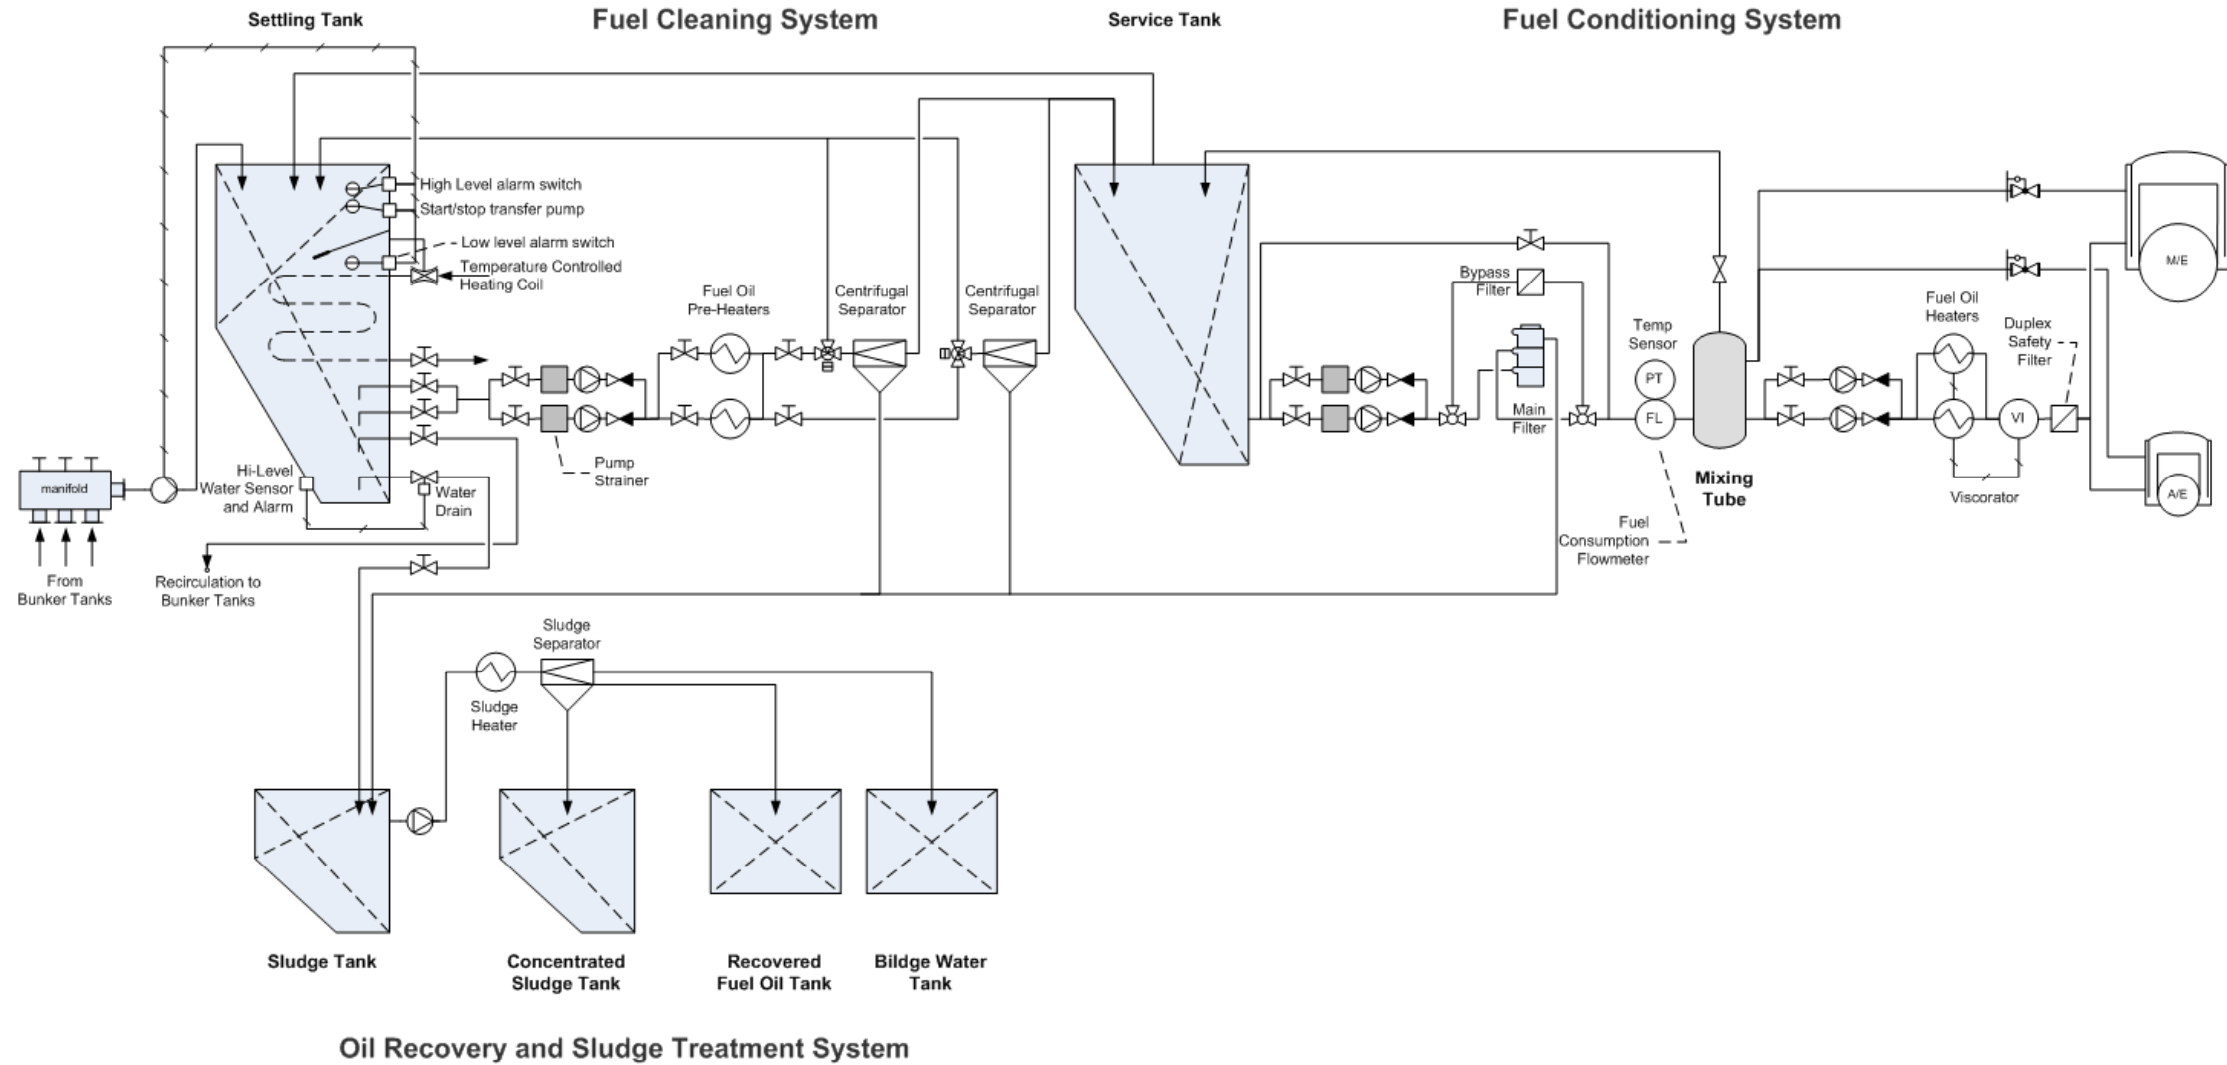 Settling Tank
Fuel Cleaning System
Service Tank
Fuel Conditioning System
High Level alarm switch
Start/stop transfer pump
Low level alarm switch
Temperature Controlled
Heating Coil
Fuel Oil
Pre-Heaters
Centrifugal
Separator
Centrifugal
Separator
Bypass
Filter
Main
Filter
Temp
Sensor
PT
FL
Fuel Oil
Heaters
Duplex
Safety
Filter
VI
M/E
A/E
Viscorator
Mixing
Tube
Fuel
Consumption
Flowmeter
Pump
Strainer
Hi-Level
Water Sensor
and Alarm
Water
Drain
manifold
From
Bunker Tanks
Recirculation to
Bunker Tanks
Sludge
Separator
Sludge
Heater
Sludge Tank
Concentrated
Sludge Tank
Recovered
Fuel Oil Tank
Bildge Water
Tank
Oil Recovery and Sludge Treatment System